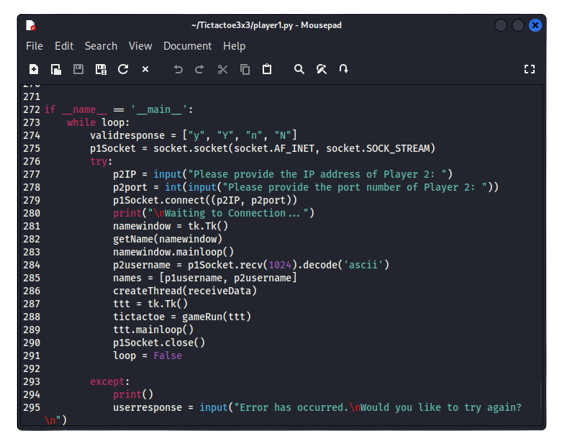 ~/Tictactoe3x3/player1.py - Mousepad
File Edit Search View Document Help
271
272 if __name__ == '__main__':
273     while loop:
274         validresponse = ["y", "Y", "n", "N"]
275         p1Socket = socket.socket(socket.AF_INET, socket.SOCK_STREAM)
276         try:
277             p2IP = input("Please provide the IP address of Player 2: ")
278             p2port = int(input("Please provide the port number of Player 2: "))
279             p1Socket.connect((p2IP, p2port))
280             print("\nWaiting to Connection...")
281             namewindow = tk.Tk()
282             getName(namewindow)
283             namewindow.mainloop()
284             p2username = p1Socket.recv(1024).decode('ascii')
285             names = [p1username, p2username]
286             createThread(receiveData)
287             ttt = tk.Tk()
288             tictactoe = gameRun(ttt)
289             ttt.mainloop()
290             p1Socket.close()
291             loop = False
292
293         except:
294             print()
295             userresponse = input("Error has occurred.\nWould you like to try again?
\n")